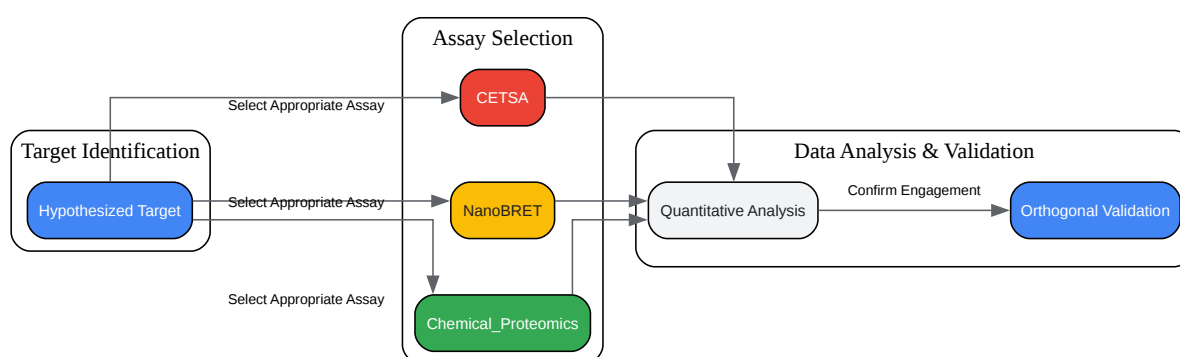 Assay Selection
CETSA
Select Appropriate Assay
Target Identification
Data Analysis & Validation
Hypothesized Target
Select Appropriate Assay
NanoBRET
Quantitative Analysis
Confirm Engagement
Orthogonal Validation
Select Appropriate Assay
Chemical_Proteomics